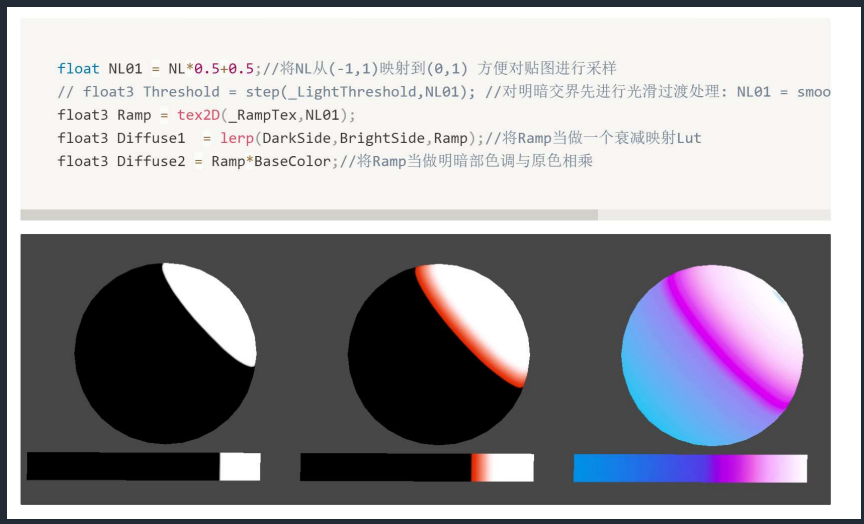 float NL01 = NL*0.5+0.5;//将NL从(-1,1)映射到(0,1) 方便对贴图进行采样
// float3 Threshold = step(_LightThreshold,NL01); //对明暗交界先进行光滑过渡处理: NL01 = smoo
float3 Ramp = tex2D(_RampTex,NL01);
float3 Diffuse1  = lerp(DarkSide,BrightSide,Ramp);//将Ramp当做一个衰减映射Lut
float3 Diffuse2 = Ramp*BaseColor;//将Ramp当做明暗部色调与原色相乘